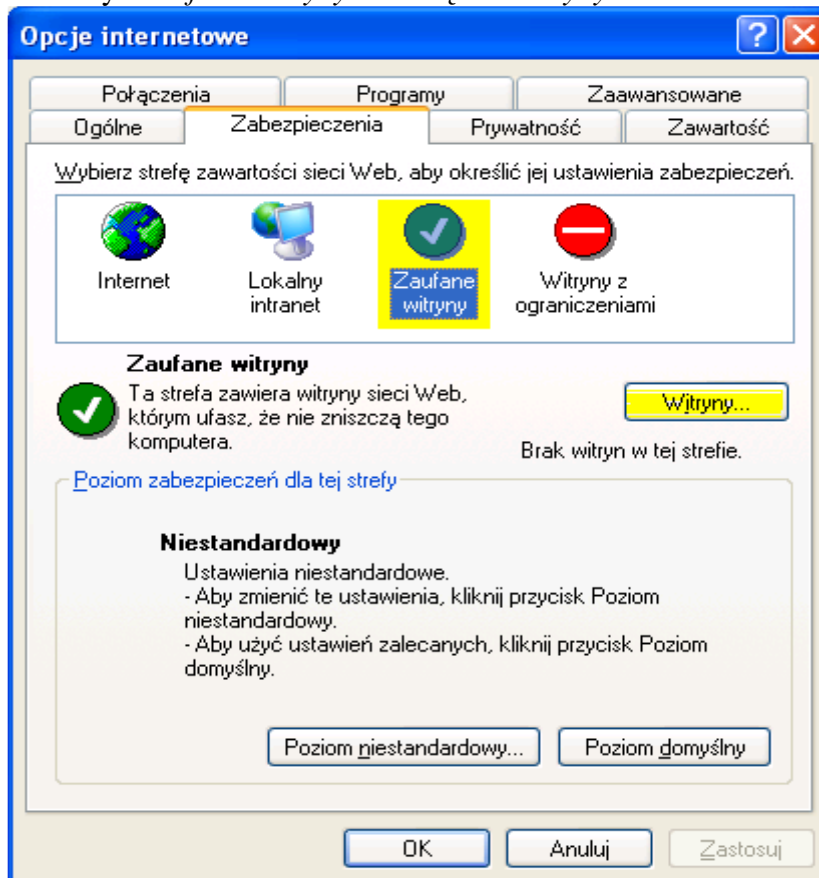 Opcje internetowe
Połączenia Programy Zaawansowane
Ogólne Zabezpieczenia Prywatność Zawartość
Wybierz strefę zawartości sieci Web, aby określić jej ustawienia zabezpieczeń.
Internet Lokalny intranet Zaufane witryny Witryny z ograniczeniami
Zaufane witryny
Ta strefa zawiera witryny sieci Web,
którym ufasz, że nie zniszczą tego
komputera.
Witryny...
Brak witryn w tej strefie.
Poziom zabezpieczeń dla tej strefy
Niestandardowy
Ustawienia niestandardowe.
- Aby zmienić te ustawienia, kliknij przycisk Poziom
niestandardowy.
- Aby użyć ustawień zalecanych, kliknij przycisk Poziom
domyślny.
Poziom niestandardowy... Poziom domyślny
OK Anuluj Zastosuj